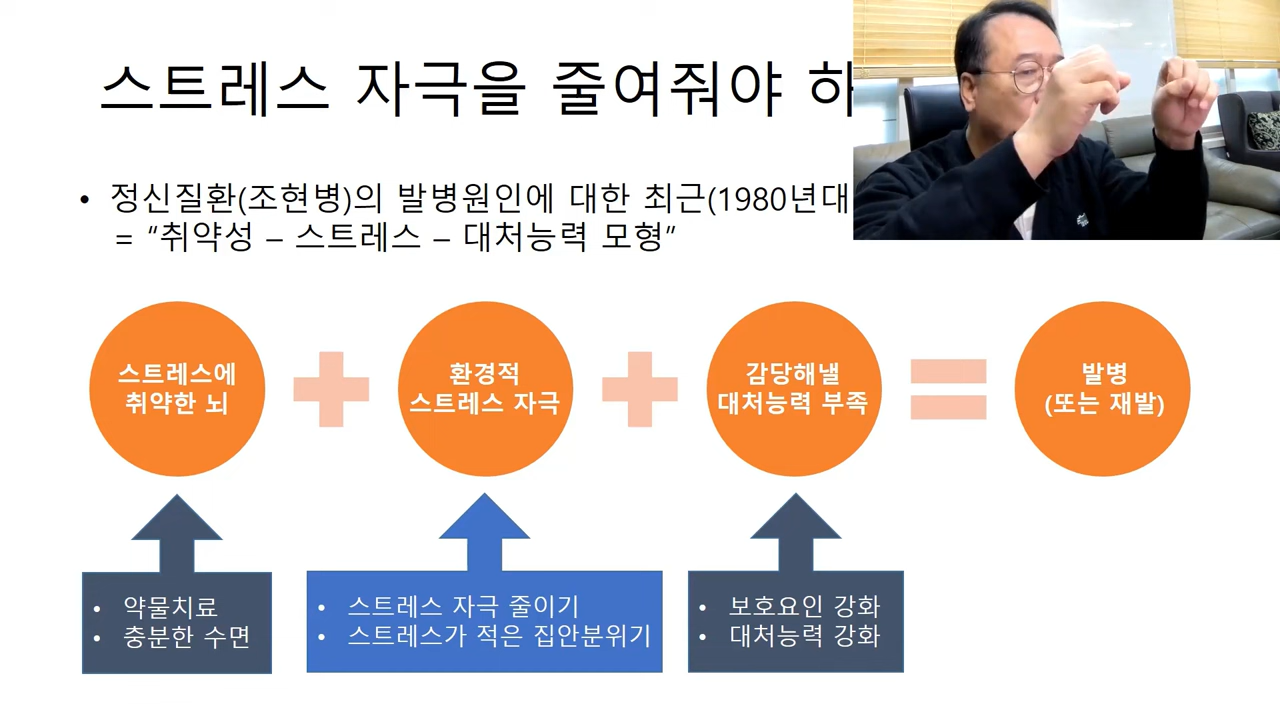 스트레스 자극을 줄여줘야 하
• 정신질환(조현병)의 발병원인에 대한 최근(1980년대
= “취약성 – 스트레스 – 대처능력 모형”
스트레스에
취약한 뇌
환경적
스트레스 자극
감당해낼
대처능력 부족
발병
(또는 재발)
• 약물치료
• 충분한 수면
• 스트레스 자극 줄이기
• 스트레스가 적은 집안분위기
• 보호요인 강화
• 대처능력 강화